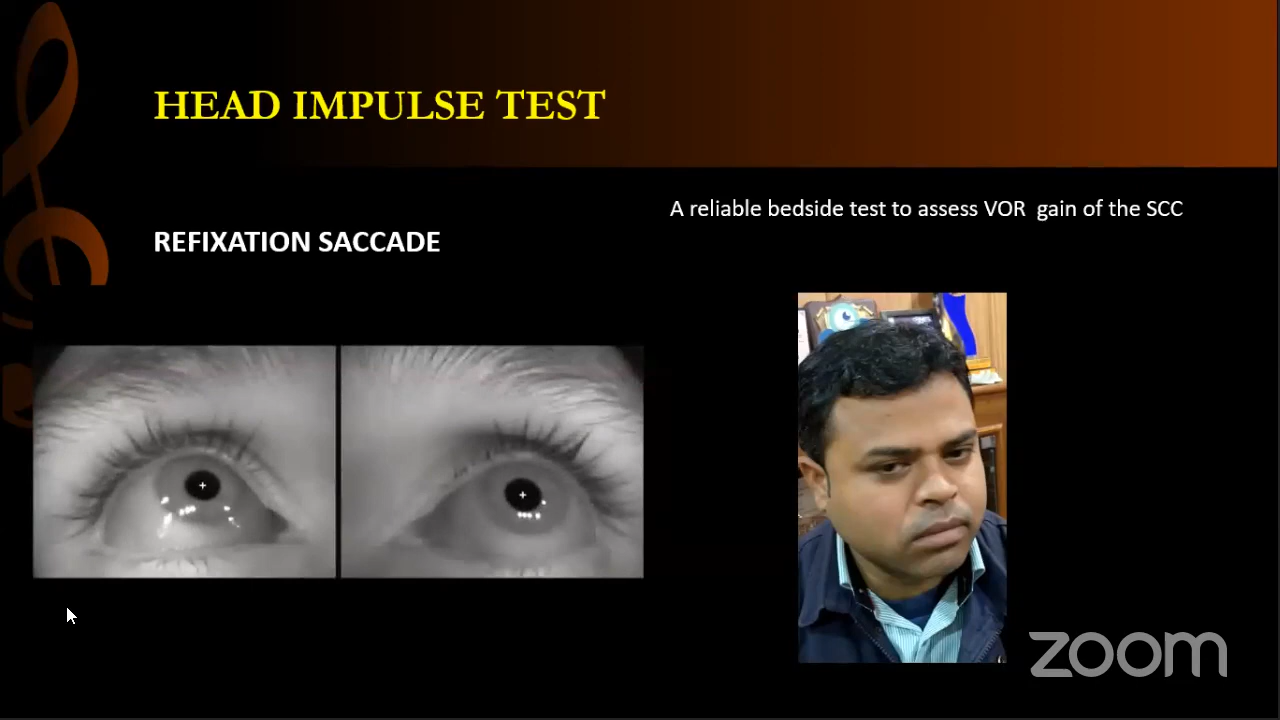 HEAD IMPULSE TEST
A reliable bedside test to assess VOR gain of the SCC
REFIXATION SACCADE
zoom